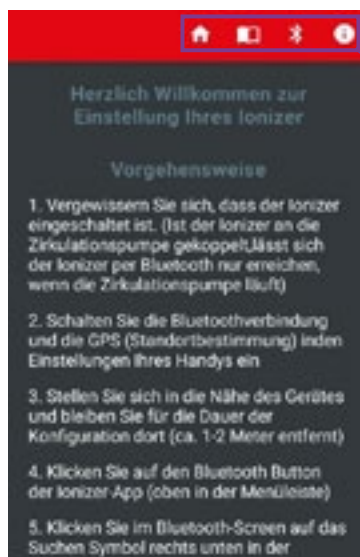 Herzlich Willkommen zur
Einstellung Ihres Ionizer
Vorgehensweise
1. Vergewissern Sie sich, dass der Ionizer
eingeschaltet ist. (Ist der Ionizer an die
Zirkulationspumpe gekoppelt,lässt sich
der Ionizer per Bluetooth nur erreichen,
wenn die Zirkulationspumpe läuft)
2. Schalten Sie die Bluetoothverbindung
und die GPS (Standortbestimmung) inden
Einstellungen Ihres Handys ein
3. Stellen Sie sich in die Nähe des Gerätes
und bleiben Sie für die Dauer der
Konfiguration dort (ca. 1-2 Meter entfernt)
4. Klicken Sie auf den Bluetooth Button
der Ionizer-App (oben in der Menüleiste)
5. Klicken Sie im Bluetooth-Screen auf das
Suchen Symbol rechts unten in der